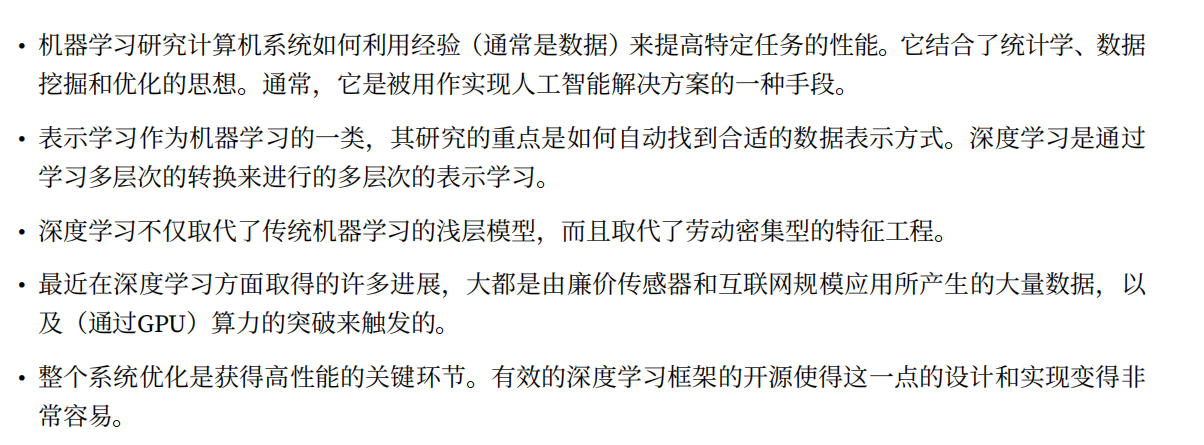 • 机器学习研究计算机系统如何利用经验（通常是数据）来提高特定任务的性能。它结合了统计学、数据
挖掘和优化的思想。通常，它是被用作实现人工智能解决方案的一种手段。
• 表示学习作为机器学习的一类，其研究的重点是如何自动找到合适的数据表示方式。深度学习是通过
学习多层次的转换来进行的多层次的表示学习。
• 深度学习不仅取代了传统机器学习的浅层模型，而且取代了劳动密集型的特征工程。
• 最近在深度学习方面取得的许多进展，大都是由廉价传感器和互联网规模应用所产生的大量数据，以
及（通过GPU）算力的突破来触发的。
• 整个系统优化是获得高性能的关键环节。有效的深度学习框架的开源使得这一点的设计和实现变得非
常容易。